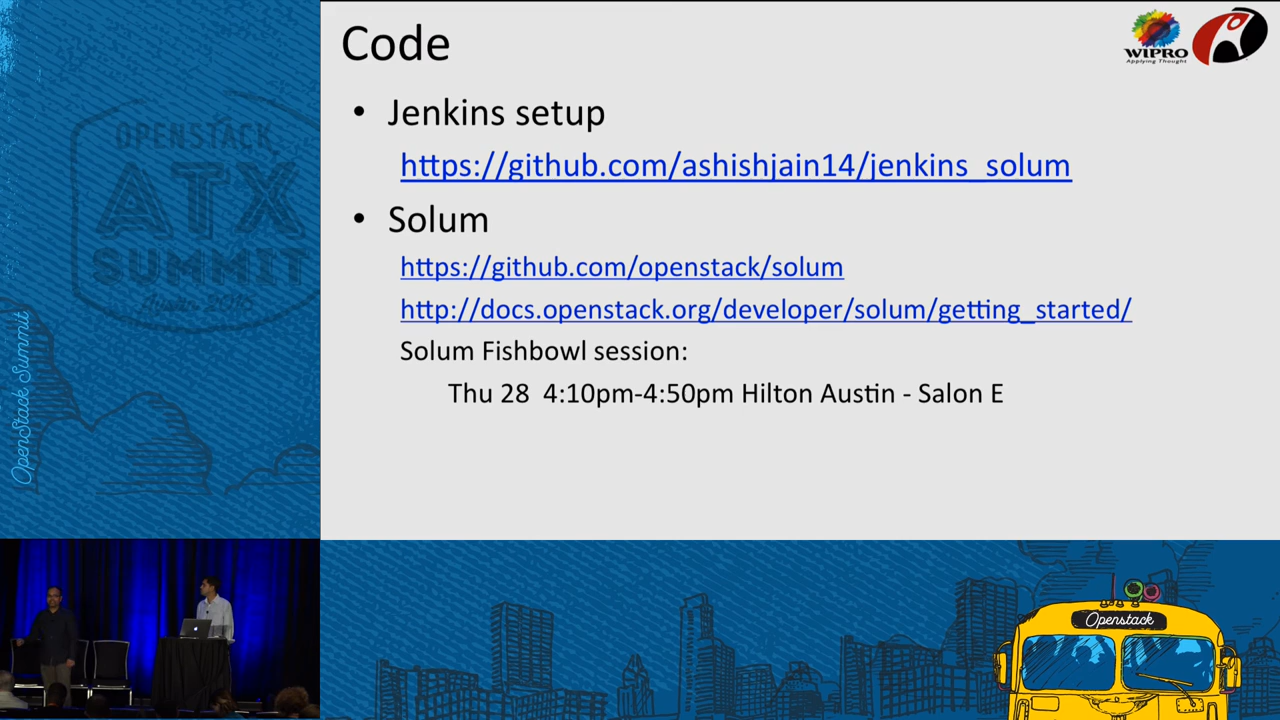 Code
WIPRO
Applying Thought
• Jenkins setup
https://github.com/ashishjain14/jenkins_solum
• Solum
https://github.com/openstack/solum
http://docs.openstack.org/developer/solum/getting_started/
Solum Fishbowl session:
Thu 28 4:10pm-4:50pm Hilton Austin - Salon E
OPENSTACK
ATX
SUMMIT
Austin 2016
OpenStack Summit
Openstack